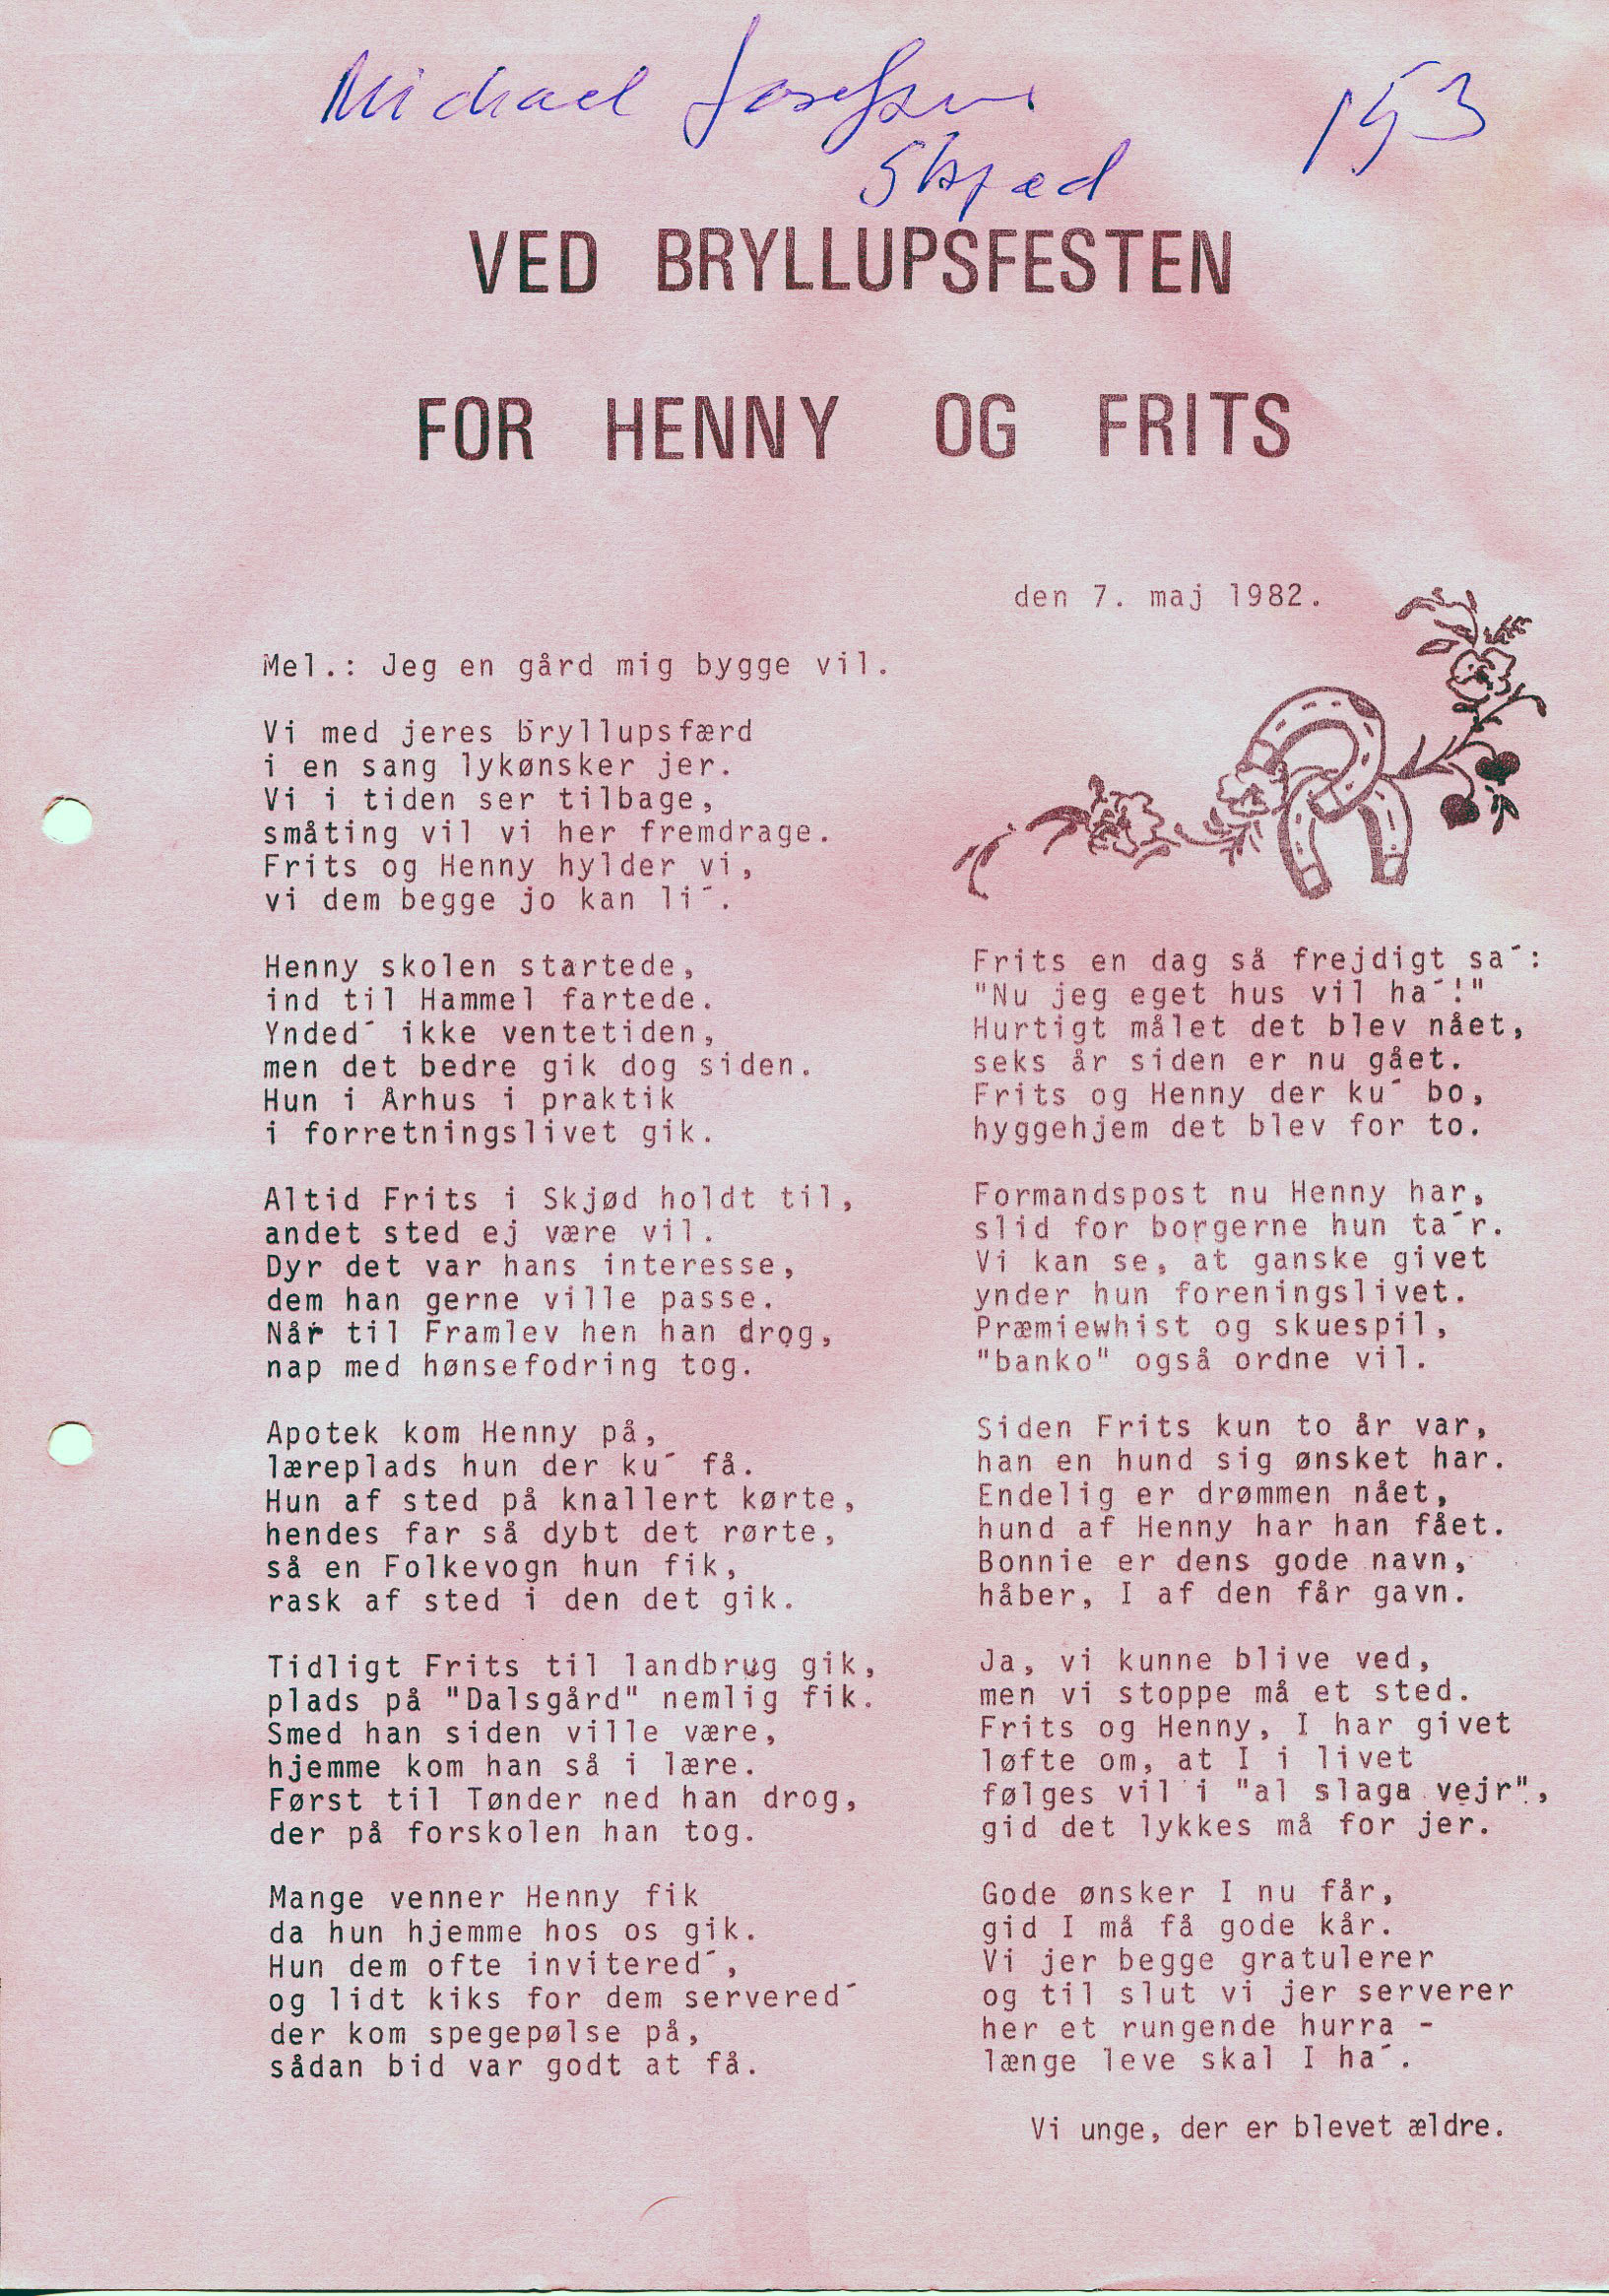 Michael Josefsen
Skjød
153
VED BRYLLUPSFESTEN
FOR HENNY OG FRITS
den 7. maj 1982.
Mel.: Jeg en gård mig bygge vil.
Vi med jeres bryllupsfærd
i en sang lykønsker jer.
Vi i tiden ser tilbage,
småting vil vi her fremdrage.
Frits og Henny hylder vi,
vi dem begge jo kan li´.
Henny skolen startede,
ind til Hammel fartede.
Ynded´ ikke ventetiden,
men det bedre gik dog siden.
Hun i Århus i praktik
i forretningslivet gik.
Altid Frits i Skjød holdt til,
andet sted ej være vil.
Dyr det var hans interesse,
dem han gerne ville passe.
Når til Framlev hen han drog,
nap med hønsefodring tog.
Apotek kom Henny på,
læreplads hun der ku´ få.
Hun af sted på knallert kørte,
hendes far så dybt det rørte,
så en Folkevogn hun fik,
rask af sted i den det gik.
Tidligt Frits til landbrug gik,
plads på "Dalsgård" nemlig fik.
Smed han siden ville være,
hjemme kom han så i lære.
Først til Tønder ned han drog,
der på forskolen han tog.
Mange venner Henny fik
da hun hjemme hos os gik.
Hun dem ofte invitered´,
og lidt kiks for dem servered´
der kom spegepølse på,
sådan bid var godt at få.
Frits en dag så frejdigt sa´:
"Nu jeg eget hus vil ha´!"
Hurtigt målet det blev nået,
seks år siden er nu gået.
Frits og Henny der ku´ bo,
hyggehjem det blev for to.
Formandspost nu Henny har,
slid for borgerne hun ta´r.
Vi kan se, at ganske givet
ynder hun foreningslivet.
Præmiewhist og skuespil,
"banko" også ordne vil.
Siden Frits kun to år var,
han en hund sig ønsket har.
Endelig er drømmen nået,
hund af Henny har han fået.
Bonnie er dens gode navn,
håber, I af den får gavn.
Ja, vi kunne blive ved,
men vi stoppe må et sted.
Frits og Henny, I har givet
løfte om, at I i livet
følges vil i "al slags vejr",
gid det lykkes må for jer.
Gode ønsker I nu får,
gid I må få gode kår.
Vi jer begge gratulerer
og til slut vi jer serverer
her et rungende hurra -
længe leve skal I ha´.
Vi unge, der er blevet ældre.